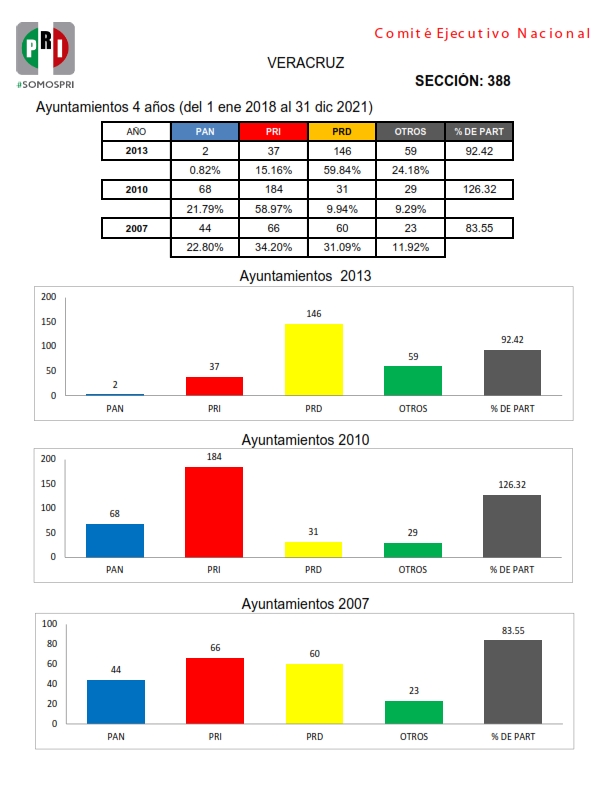 Comité Ejecutivo Nacional
PRI
#SOMOSPRI
VERACRUZ
SECCIÓN: 388
Ayuntamientos 4 años (del 1 ene 2018 al 31 dic 2021)
AÑO PAN PRI PRD OTROS % DE PART
2013 2 37 146 59 92.42
0.82% 15.16% 59.84% 24.18%
2010 68 184 31 29 126.32
21.79% 58.97% 9.94% 9.29%
2007 44 66 60 23 83.55
22.80% 34.20% 31.09% 11.92%
Ayuntamientos 2013
200
150
100
50
0
2 37 146 59 92.42
PAN PRI PRD OTROS % DE PART
Ayuntamientos 2010
200
150
100
50
0
68 184 31 29 126.32
PAN PRI PRD OTROS % DE PART
Ayuntamientos 2007
100
80
60
40
20
0
44 66 60 23 83.55
PAN PRI PRD OTROS % DE PART